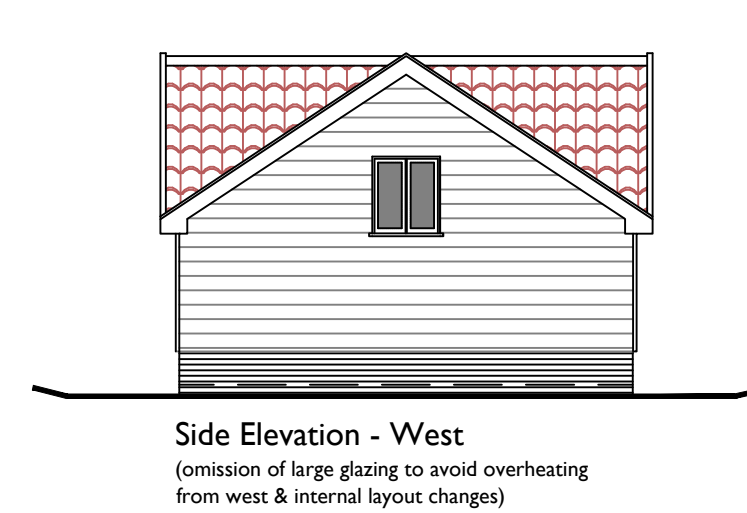 Side Elevation - West
(omission of large glazing to avoid overheating
from west & internal layout changes)